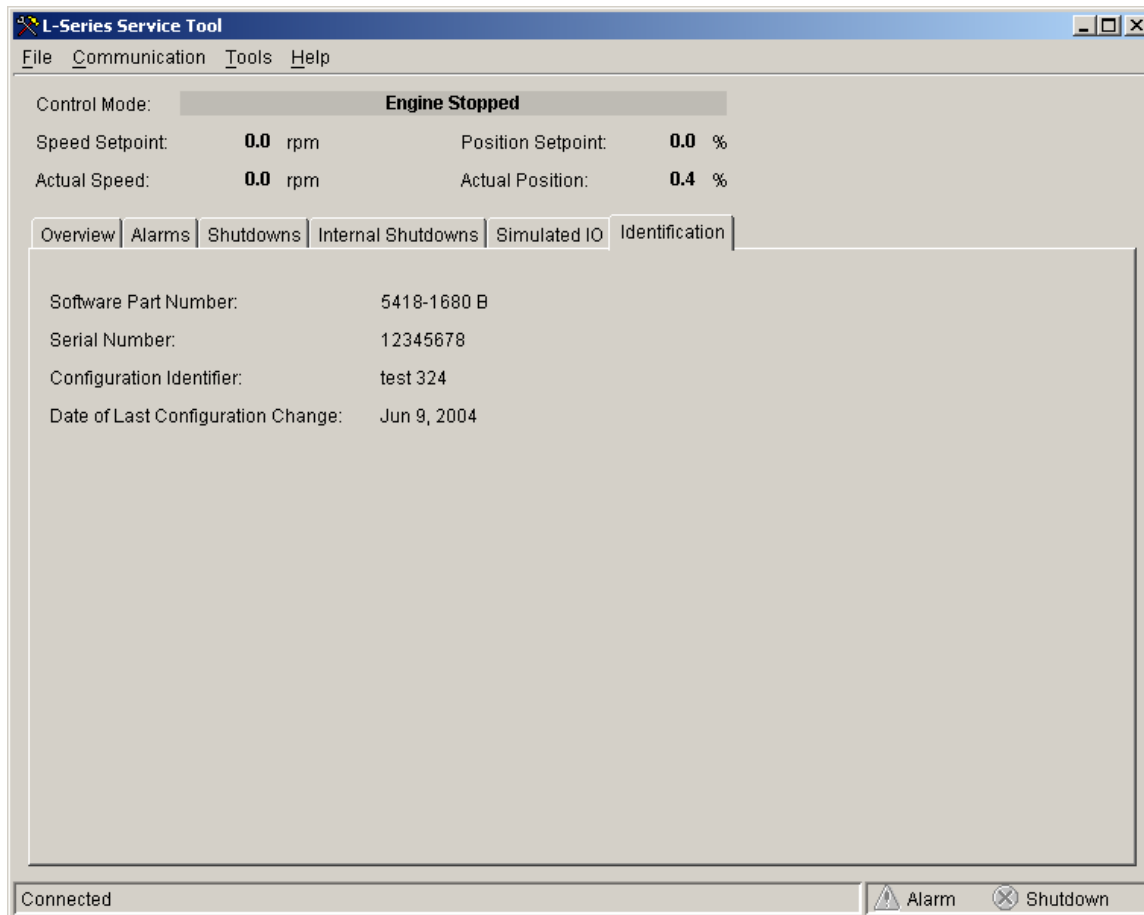 L-Series Service Tool
File Communication Tools Help
Control Mode: Engine Stopped
Speed Setpoint: 0.0 rpm Position Setpoint: 0.0 %
Actual Speed: 0.0 rpm Actual Position: 0.4 %
Overview Alarms Shutdowns Internal Shutdowns Simulated IO Identification
Software Part Number: 5418-1680 B
Serial Number: 12345678
Configuration Identifier: test 324
Date of Last Configuration Change: Jun 9, 2004
Connected Alarm Shutdown